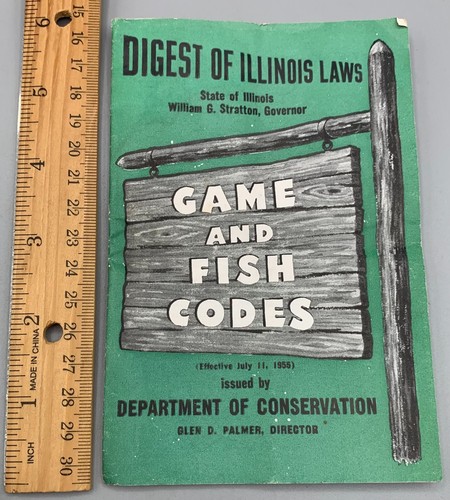 DIGEST OF ILLINOIS LAWS
State of Illinois
William G. Stratton, Governor
GAME
AND
FISH
CODES
(Effective July 11, 1955)
issued by
DEPARTMENT OF CONSERVATION
GLEN D. PALMER, DIRECTOR
6
5
4
3
2
1
INCH
MADE IN CHINA
15
16
17
18
19
20
21
22
23
24
25
26
27
28
29
30